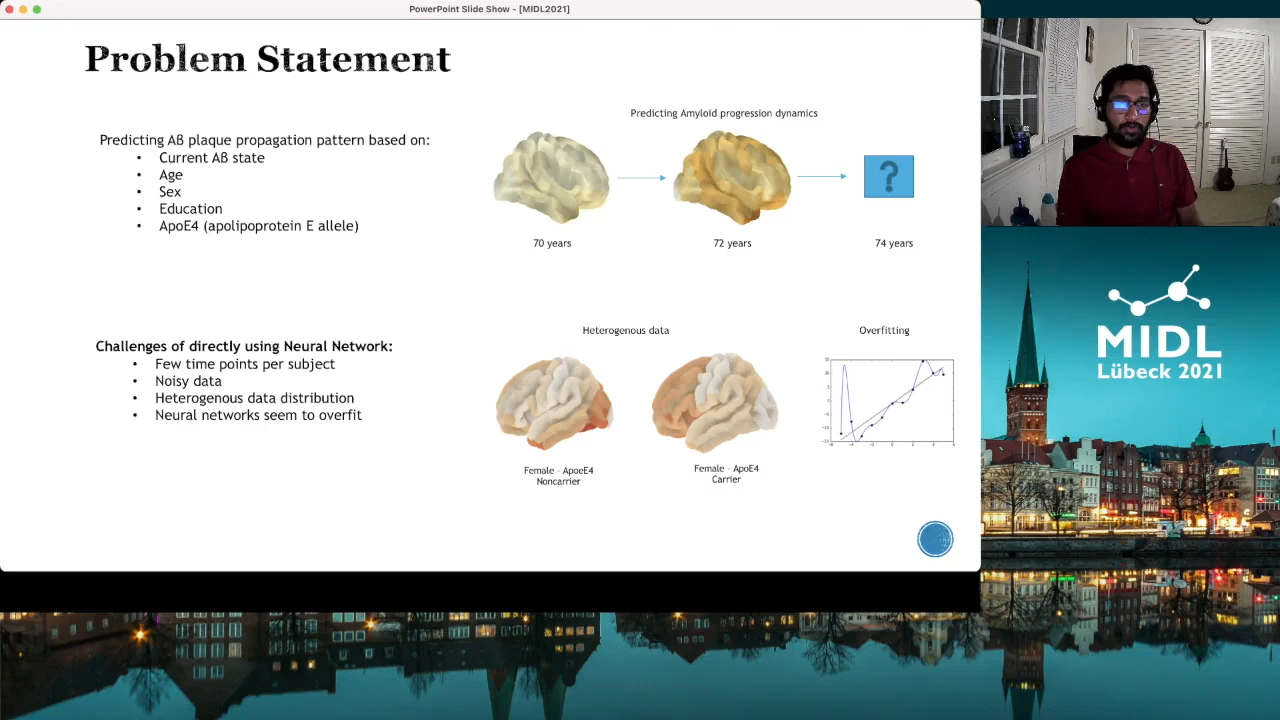 PowerPoint Slide Show - [MIDL2021]
Problem Statement
Predicting Aß plaque propagation pattern based on:
• Current Aß state
• Age
• Sex
• Education
• ApoE4 (apolipoprotein E allele)
Predicting Amyloid progression dynamics
?
70 years
72 years
74 years
Challenges of directly using Neural Network:
• Few time points per subject
• Noisy data
• Heterogenous data distribution
• Neural networks seem to overfit
Heterogenous data
Overfitting
Female - ApoeE4
Noncarrier
Female - ApoE4
Carrier
MIDL
Lübeck 2021